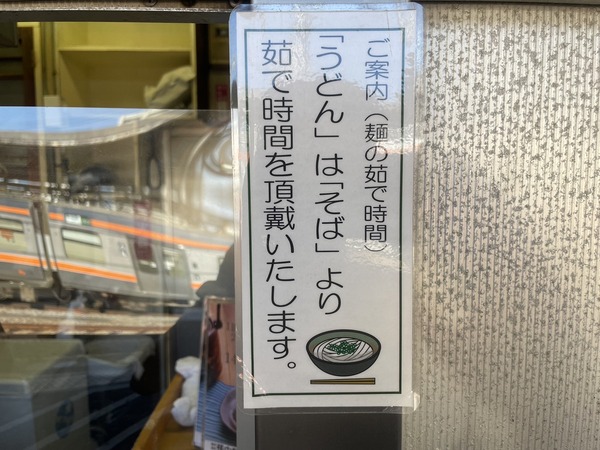 ご案内（麺の茹で時間）
「うどん」は「そば」より
茹で時間を頂戴いたします。